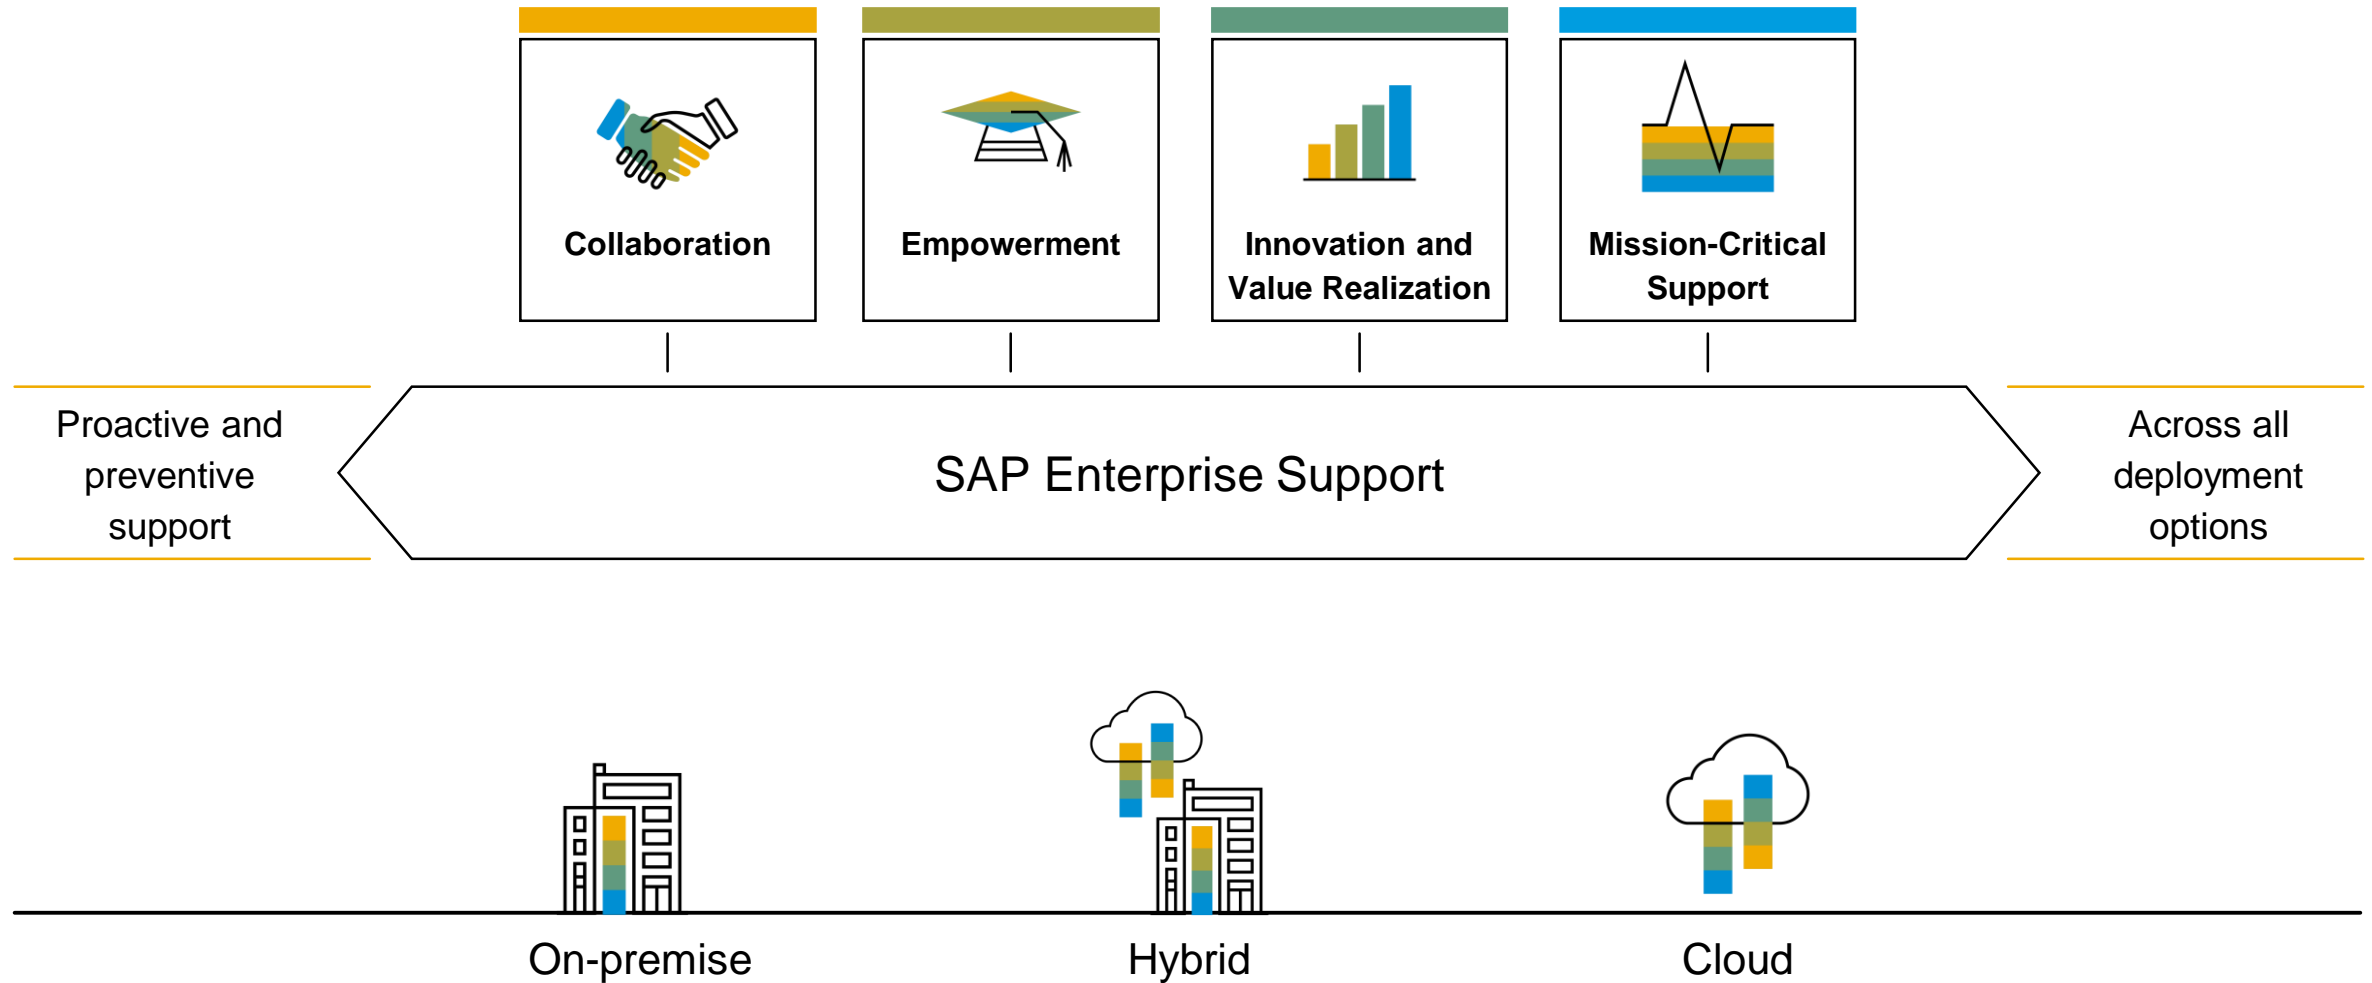 Collaboration
Empowerment
Innovation and
Value Realization
Mission-Critical
Support
Proactive and
preventive
support
SAP Enterprise Support
Across all
deployment
options
On-premise
Hybrid
Cloud